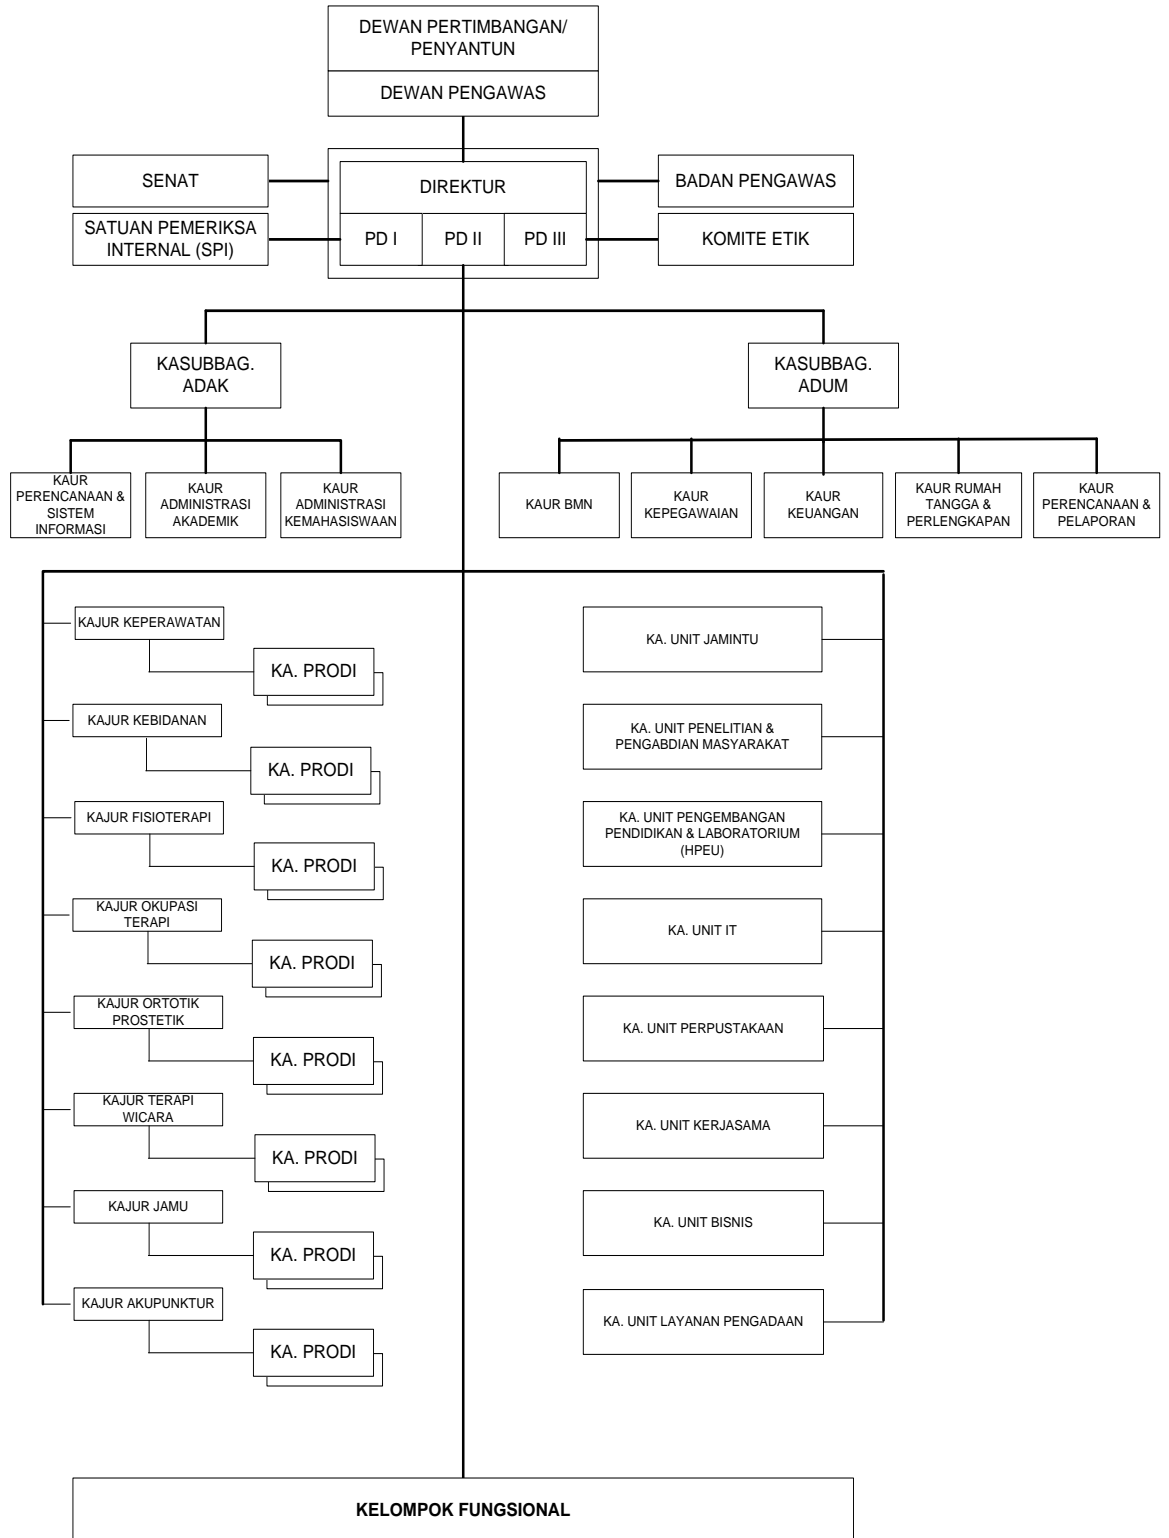 DEWAN PERTIMBANGAN/
PENYANTUN
DEWAN PENGAWAS
SENAT
DIREKTUR
BADAN PENGAWAS
SATUAN PEMERIKSA
INTERNAL (SPI)
PD I
PD II
PD III
KOMITE ETIK
KASUBBAG.
ADAK
KASUBBAG.
ADUM
KAUR
PERENCANAAN &
SISTEM
INFORMASI
KAUR
ADMINISTRASI
AKADEMIK
KAUR
ADMINISTRASI
KEMAHASISWAAN
KAUR BMN
KAUR
KEPEGAWAIAN
KAUR
KEUANGAN
KAUR RUMAH
TANGGA &
PERLENGKAPAN
KAUR
PERENCANAAN &
PELAPORAN
KAJUR KEPERAWATAN
KA. PRODI
KAJUR KEBIDANAN
KA. PRODI
KAJUR FISIOTERAPI
KA. PRODI
KAJUR OKUPASI
TERAPI
KA. PRODI
KAJUR ORTOTIK
PROSTETIK
KA. PRODI
KAJUR TERAPI
WICARA
KA. PRODI
KAJUR JAMU
KA. PRODI
KAJUR AKUPUNKTUR
KA. PRODI
KA. UNIT JAMINTU
KA. UNIT PENELITIAN &
PENGABDIAN MASYARAKAT
KA. UNIT PENGEMBANGAN
PENDIDIKAN & LABORATORIUM
(HPEU)
KA. UNIT IT
KA. UNIT PERPUSTAKAAN
KA. UNIT KERJASAMA
KA. UNIT BISNIS
KA. UNIT LAYANAN PENGADAAN
KELOMPOK FUNGSIONAL